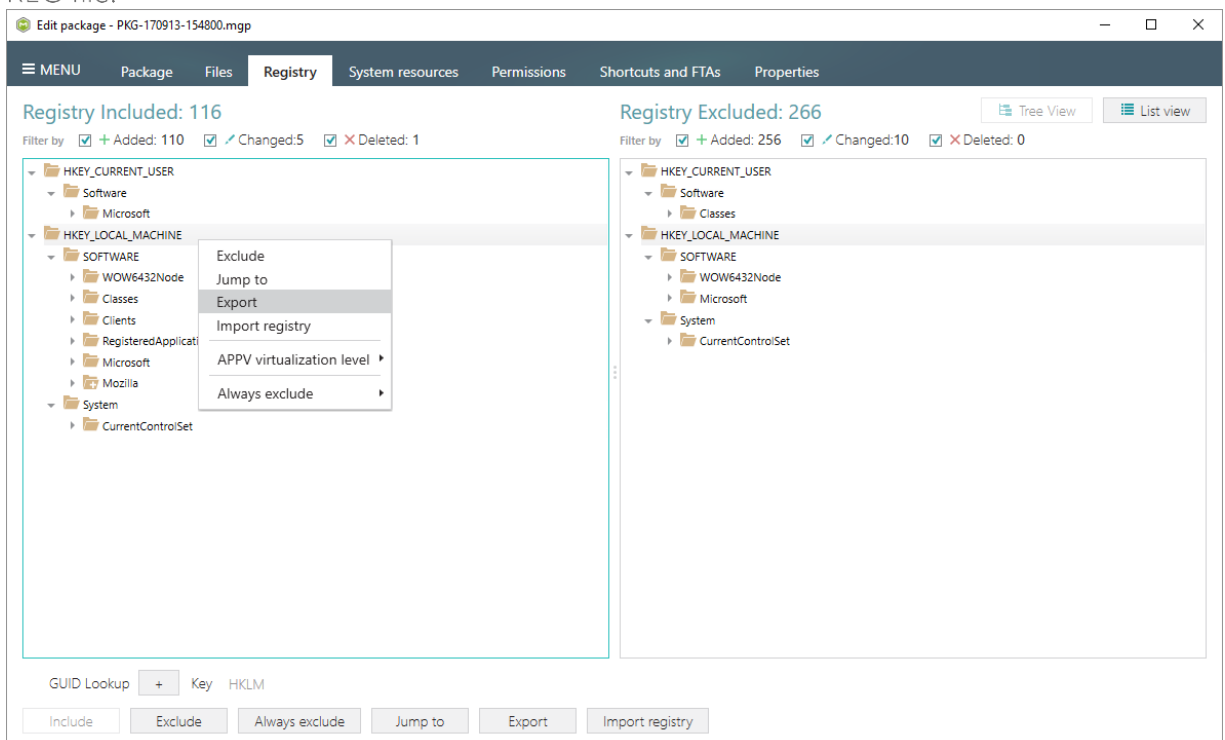 REG file.
Edit package - PKG-170913-154800.mgp
MENU Package Files Registry System resources Permissions Shortcuts and FTAs Properties
Registry Included: 116
Filter by + Added: 110 Changed:5 Deleted: 1
HKEY_CURRENT_USER
Software
Microsoft
HKEY_LOCAL_MACHINE
SOFTWARE
WOW6432Node
Classes
Clients
RegisteredApplicati
Microsoft
Mozilla
System
CurrentControlSet
Exclude
Jump to
Export
Import registry
APPV virtualization level
Always exclude
Registry Excluded: 266
Tree View List view
Filter by + Added: 256 Changed:10 Deleted: 0
HKEY_CURRENT_USER
Software
Classes
HKEY_LOCAL_MACHINE
SOFTWARE
WOW6432Node
Microsoft
System
CurrentControlSet
GUID Lookup + Key HKLM
Include Exclude Always exclude Jump to Export Import registry